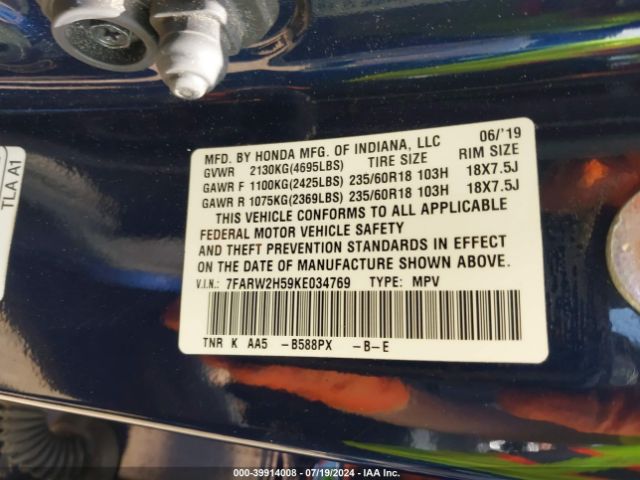 TLA A1
MFD. BY HONDA MFG. OF INDIANA, LLC 06/'19
GVWR 2130KG(4695LBS) TIRE SIZE RIM SIZE
GAWR F 1100KG(2425LBS) 235/60R18 103H 18X7.5J
GAWR R 1075KG(2369LBS) 235/60R18 103H 18X7.5J
THIS VEHICLE CONFORMS TO ALL APPLICABLE
FEDERAL MOTOR VEHICLE SAFETY
AND THEFT PREVENTION STANDARDS IN EFFECT
ON THE DATE OF MANUFACTURE SHOWN ABOVE.
V.I.N.: 7FARW2H59KE034769 TYPE: MPV
TNR K AA5 -B588PX -B-E
000-39914008 - 07/19/2024 - IAA Inc.